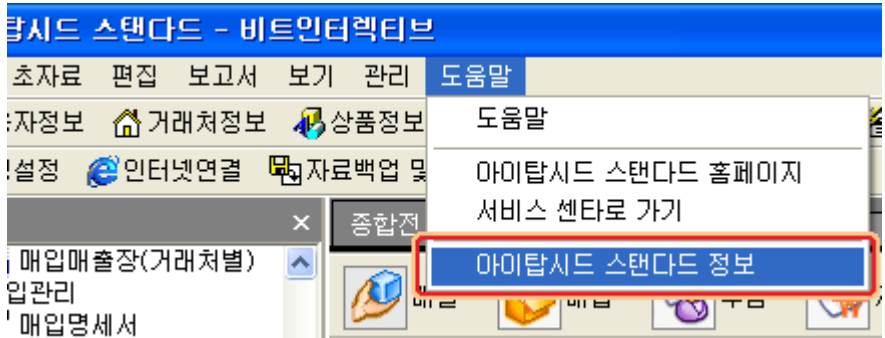 탑시드 스탠다드 - 비트인터렉티브
초자료 편집 보고서 보기 관리 도움말
자정보 거래처정보 상품정보
설정 인터넷연결 자료백업 및
도움말
아이탑시드 스탠다드 홈페이지
서비스 센타로 가기
아이탑시드 스탠다드 정보
종합전
매입매출장(거래처별)
입관리
매입명세서